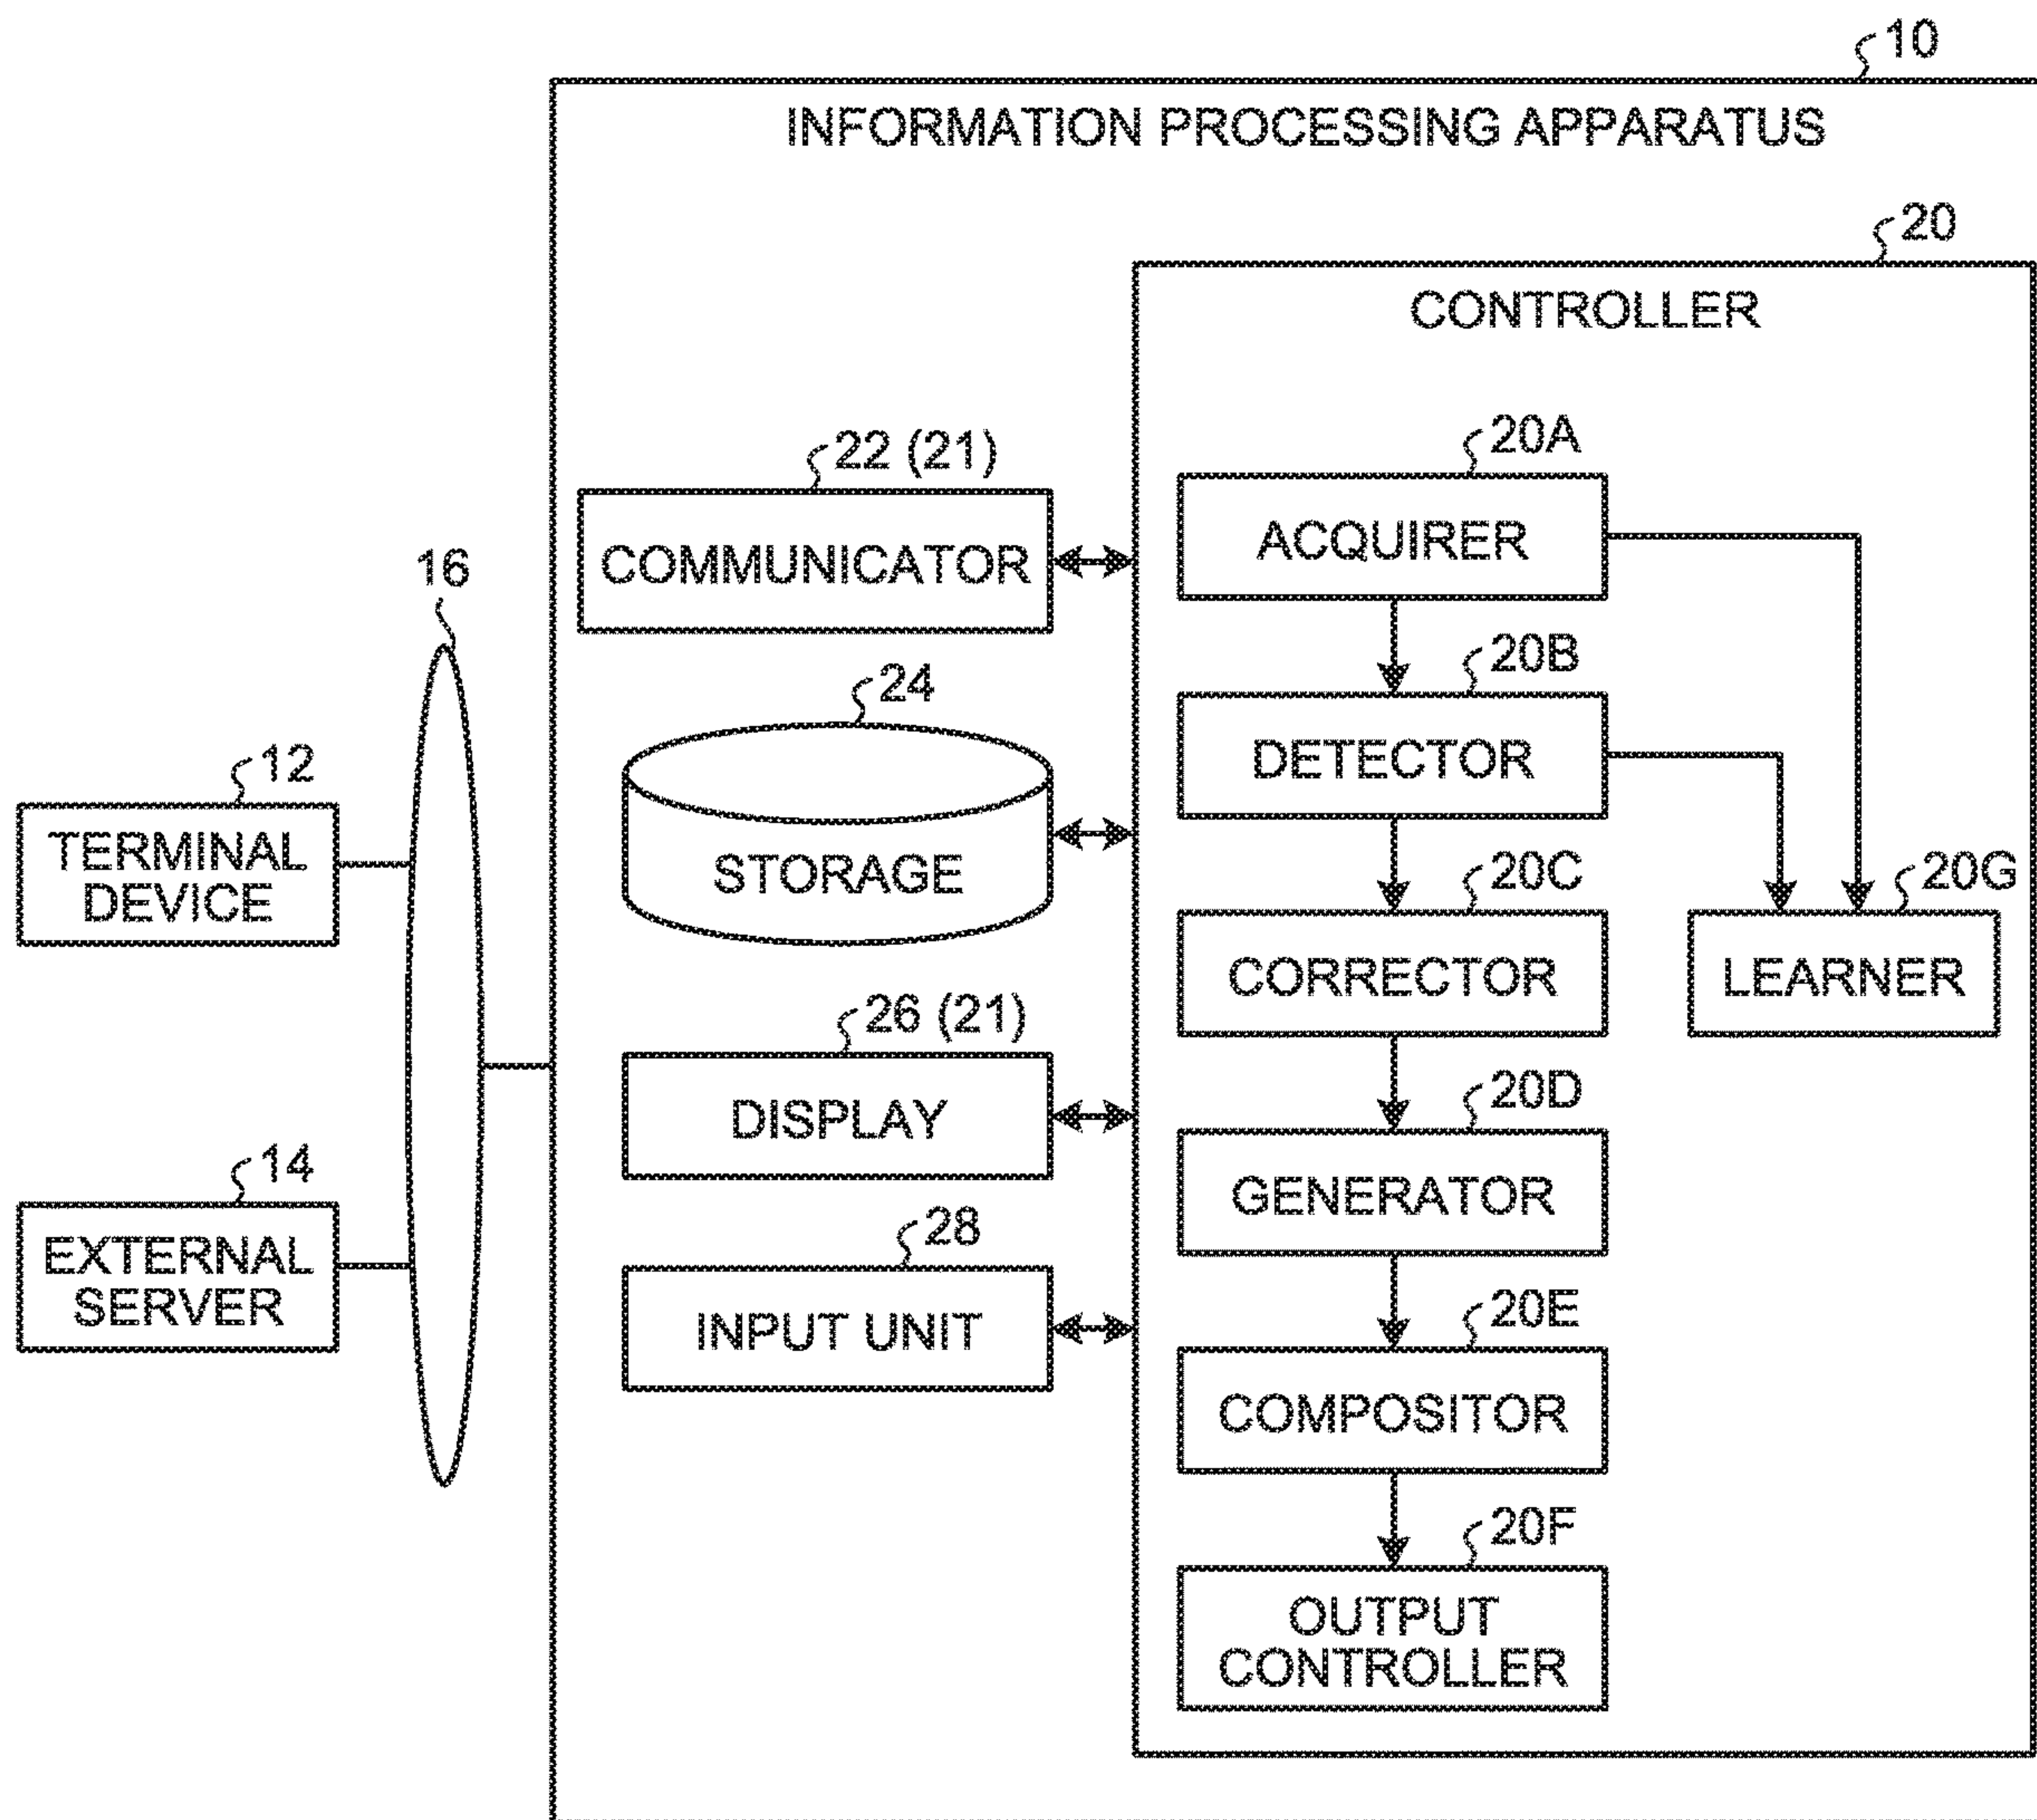 10
INFORMATION PROCESSING APPARATUS
20
CONTROLLER
22 (21)
COMMUNICATOR
20A
ACQUIRER
16
24
STORAGE
20B
DETECTOR
12
TERMINAL
DEVICE
20C
CORRECTOR
20G
LEARNER
26 (21)
DISPLAY
20D
GENERATOR
14
EXTERNAL
SERVER
28
INPUT UNIT
20E
COMPOSITOR
20F
OUTPUT
CONTROLLER